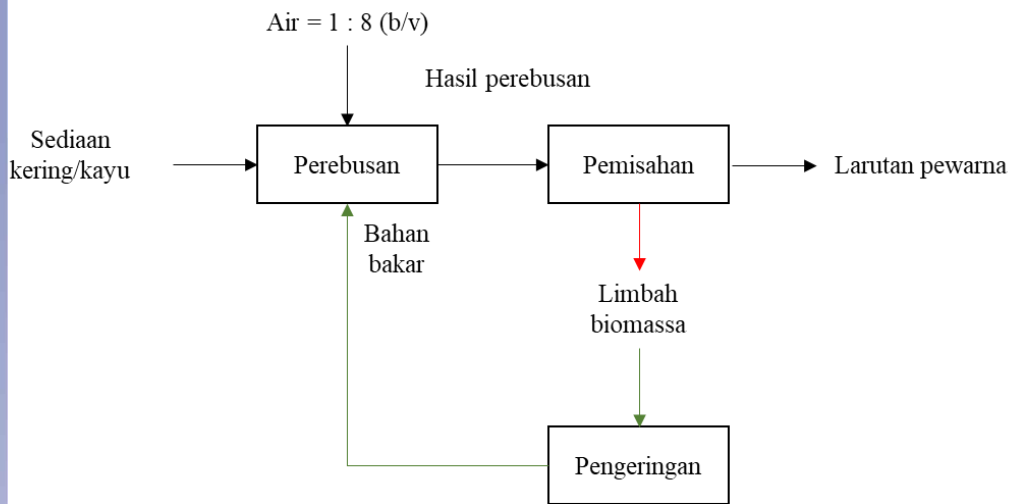 Air = 1 : 8 (b/v)
Hasil perebusan
Sediaan
kering/kayu
Perebusan
Pemisahan
Larutan pewarna
Bahan
bakar
Limbah
biomassa
Pengeringan